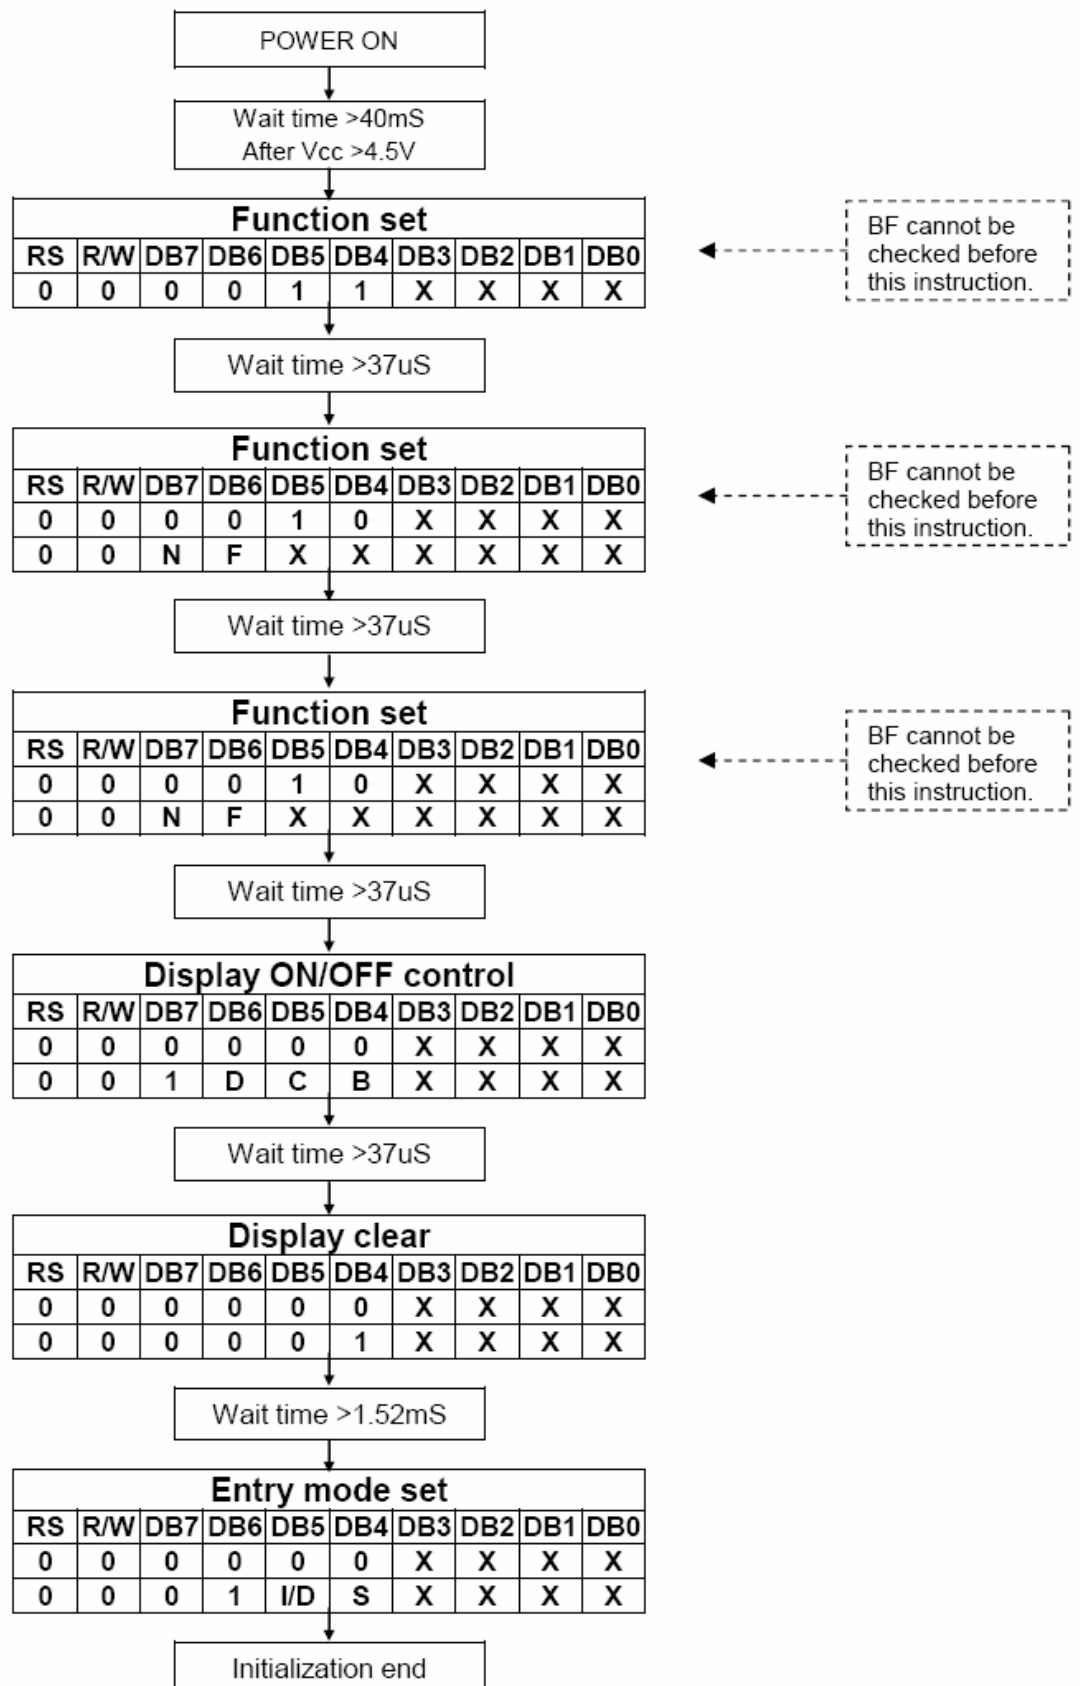 POWER ON
Wait time >40mS
After Vcc >4.5V
Function set
RS R/W DB7 DB6 DB5 DB4 DB3 DB2 DB1 DB0
0 0 0 0 1 1 X X X X
BF cannot be
checked before
this instruction.
Wait time >37uS
Function set
RS R/W DB7 DB6 DB5 DB4 DB3 DB2 DB1 DB0
0 0 0 0 1 0 X X X X
0 0 N F X X X X X X
BF cannot be
checked before
this instruction.
Wait time >37uS
Function set
RS R/W DB7 DB6 DB5 DB4 DB3 DB2 DB1 DB0
0 0 0 0 1 0 X X X X
0 0 N F X X X X X X
BF cannot be
checked before
this instruction.
Wait time >37uS
Display ON/OFF control
RS R/W DB7 DB6 DB5 DB4 DB3 DB2 DB1 DB0
0 0 0 0 0 0 X X X X
0 0 1 D C B X X X X
Wait time >37uS
Display clear
RS R/W DB7 DB6 DB5 DB4 DB3 DB2 DB1 DB0
0 0 0 0 0 0 X X X X
0 0 0 0 0 1 X X X X
Wait time >1.52mS
Entry mode set
RS R/W DB7 DB6 DB5 DB4 DB3 DB2 DB1 DB0
0 0 0 0 0 0 X X X X
0 0 0 1 I/D S X X X X
Initialization end